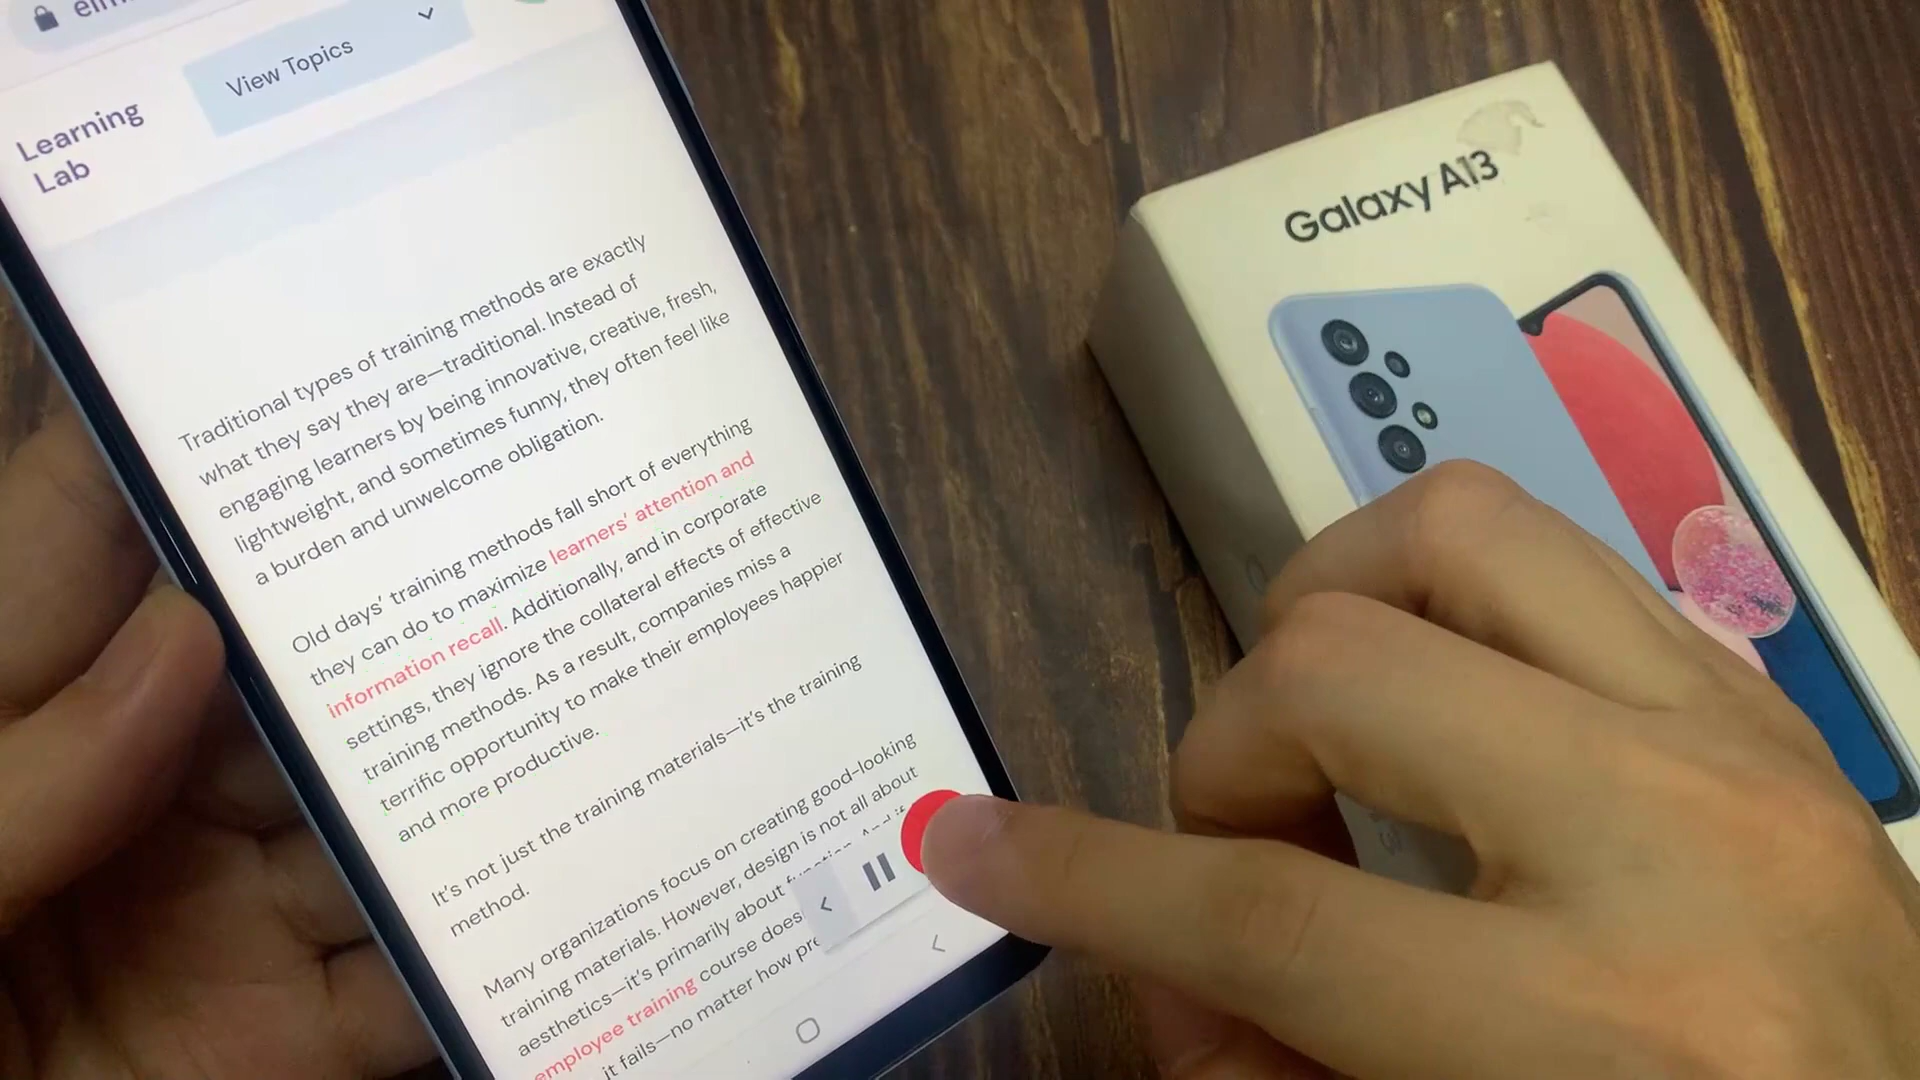 View Topics
Learning
Lab
Traditional types of training methods are exactly
what they say they are—traditional. Instead of
engaging learners by being innovative, creative, fresh,
lightweight, and sometimes funny, they often feel like
a burden and unwelcome obligation.
Old days' training methods fall short of everything
they can do to maximize learners' attention and
information recall. Additionally, and in corporate
settings, they ignore the collateral effects of effective
training methods. As a result, companies miss a
terrific opportunity to make their employees happier
and more productive.
It's not just the training materials—it's the training
method.
Many organizations focus on creating good-looking
training materials. However, design is not all about
aesthetics—it's primarily about
employee training course does
it fails—no matter how
Galaxy A13